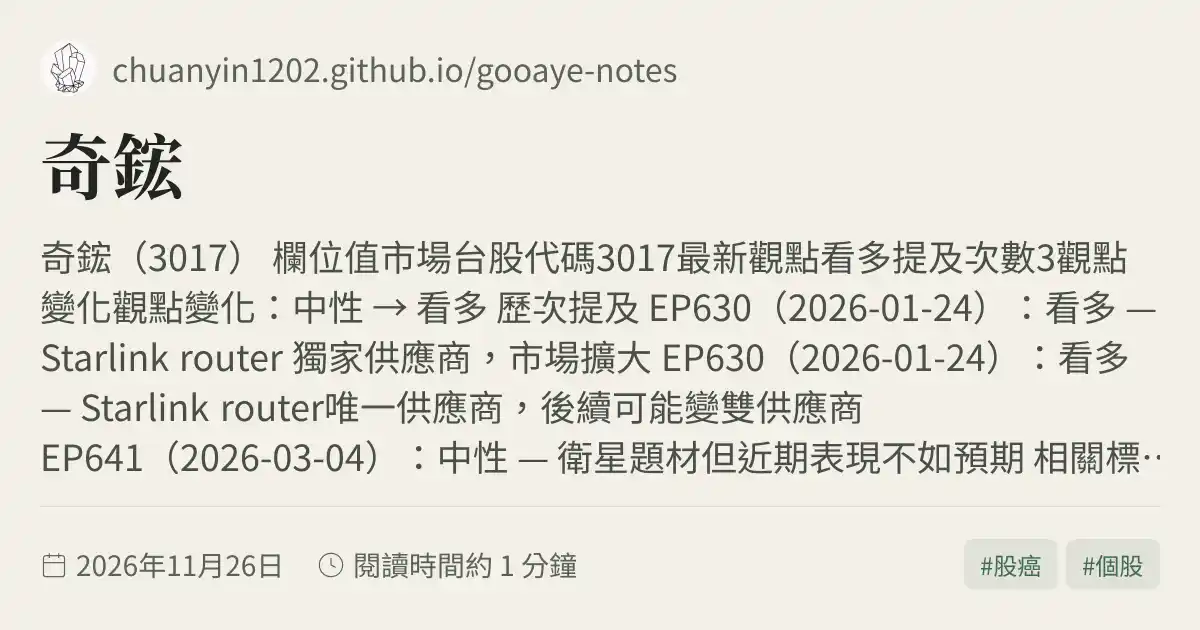 chuanyin1202.github.io/gooaye-notes
奇鋐
奇鋐（3017） 欄位值市場台股代碼3017最新觀點看多提及次數3觀點
變化觀點變化：中性 → 看多 歷次提及 EP630（2026-01-24）：看多 —
Starlink router 獨家供應商，市場擴大 EP630（2026-01-24）：看多
— Starlink router唯一供應商，後續可能變雙供應商
EP641（2026-03-04）：中性 — 衛星題材但近期表現不如預期 相關標…
2026年11月26日 閱讀時間約 1 分鐘
#股癌 #個股